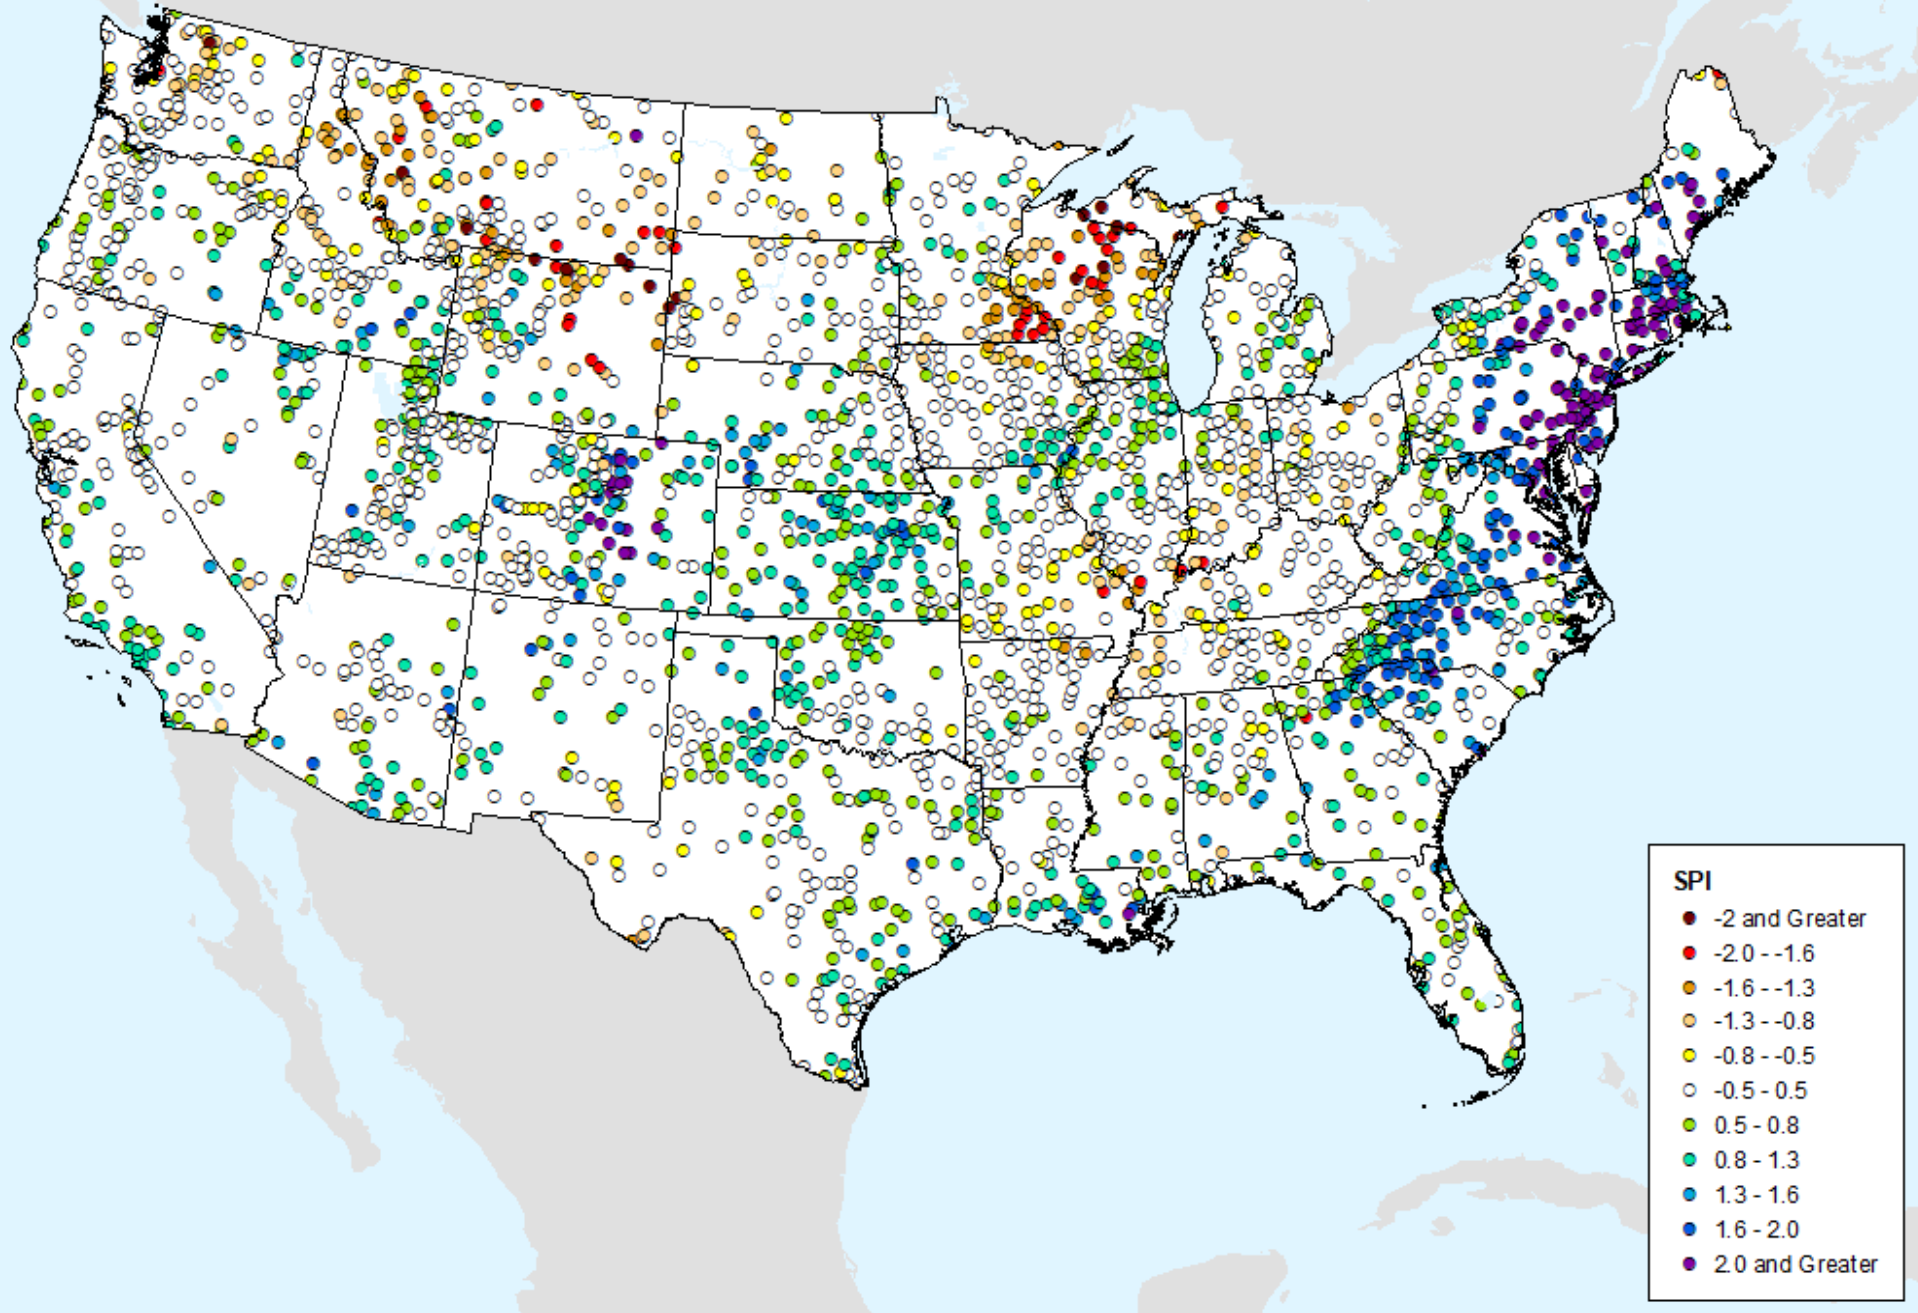 SPI
-2 and Greater
-2.0 - -1.6
-1.6 - -1.3
-1.3 - -0.8
-0.8 - -0.5
-0.5 - 0.5
0.5 - 0.8
0.8 - 1.3
1.3 - 1.6
1.6 - 2.0
2.0 and Greater